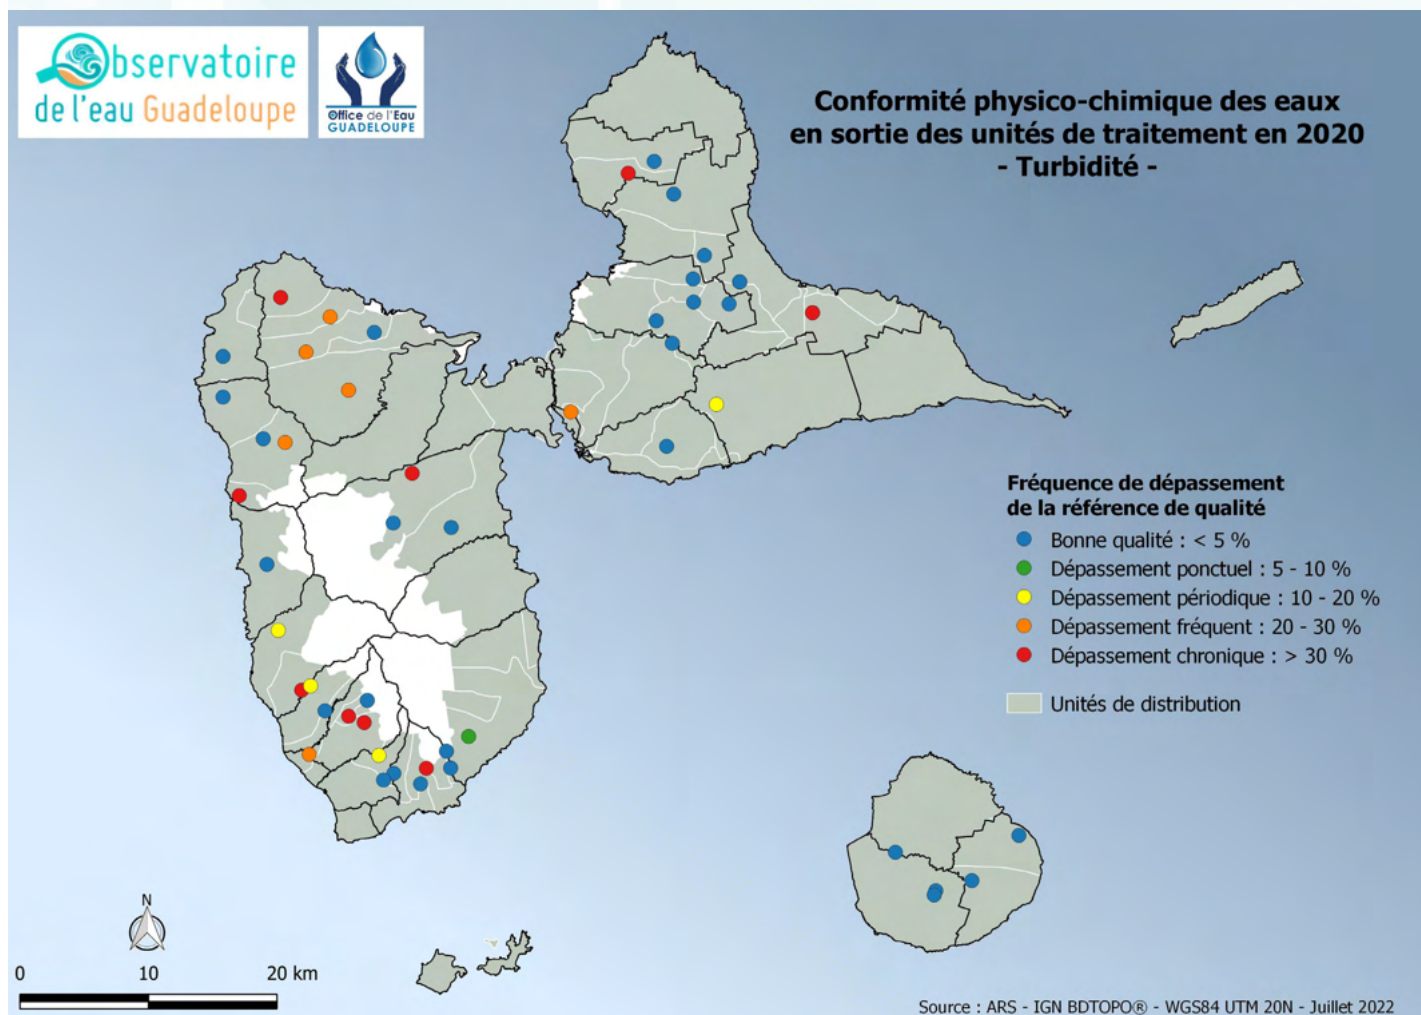 Observatoire
de l'eau Guadeloupe
Office de l'Eau
GUADELOUPE
Conformité physico-chimique des eaux
en sortie des unités de traitement en 2020
- Turbidité -
Fréquence de dépassement
de la référence de qualité
Bonne qualité : < 5 %
Dépassement ponctuel : 5 - 10 %
Dépassement périodique : 10 - 20 %
Dépassement fréquent : 20 - 30 %
Dépassement chronique : > 30 %
Unités de distribution
N
0 10 20 km
Source : ARS - IGN BDTOPO® - WGS84 UTM 20N - Juillet 2022